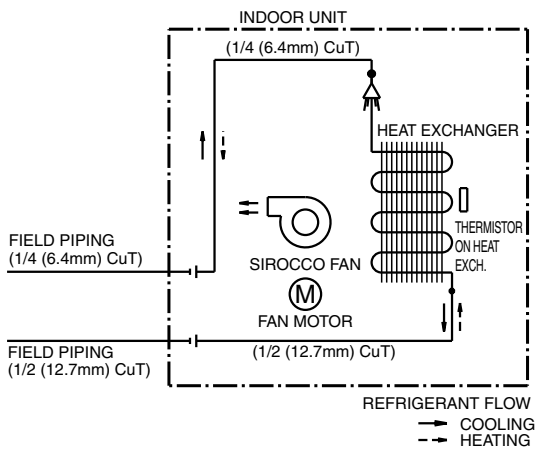 INDOOR UNIT
(1/4 (6.4mm) CuT)
HEAT EXCHANGER
THERMISTOR
ON HEAT
EXCH.
FIELD PIPING
(1/4 (6.4mm) CuT)
SIROCCO FAN
M
FAN MOTOR
FIELD PIPING
(1/2 (12.7mm) CuT)
(1/2 (12.7mm) CuT)
REFRIGERANT FLOW
COOLING
HEATING